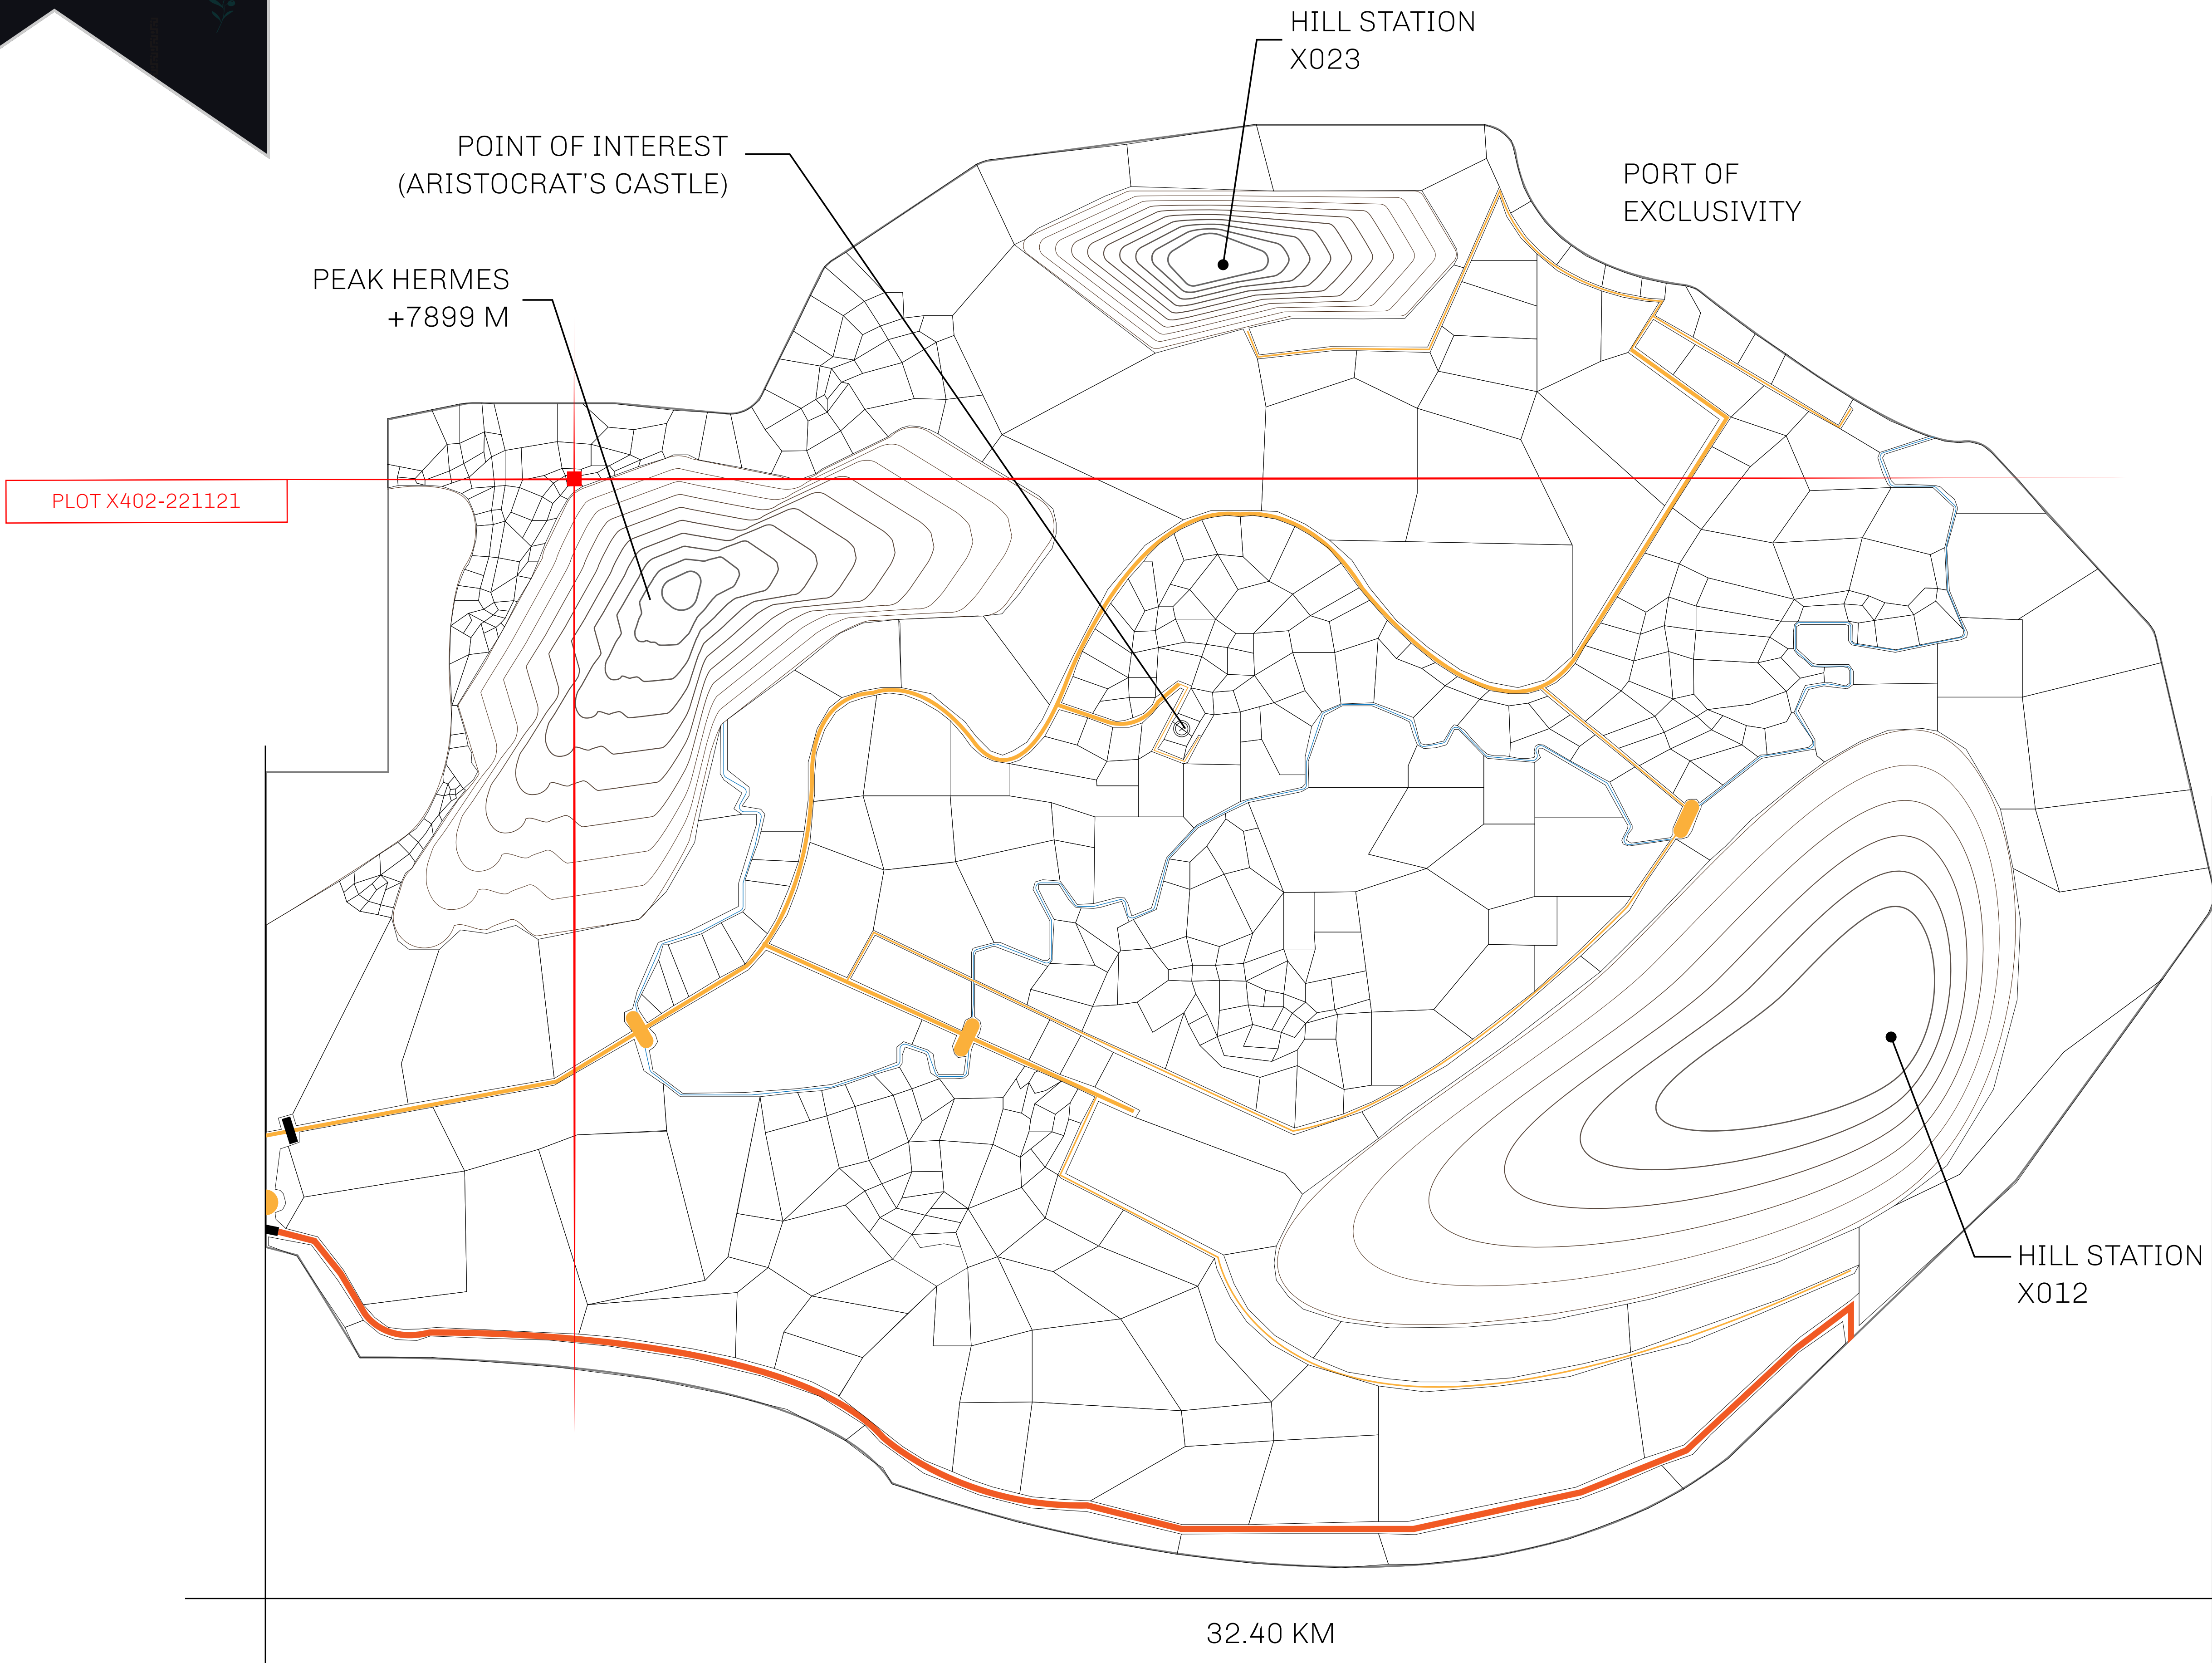 HILL STATION
X023
POINT OF INTEREST
(ARISTOCRAT'S CASTLE)
PORT OF
EXCLUSIVITY
PEAK HERMES
+7899 M
PLOT X402-221121
HILL STATION
X012
32.40 KM